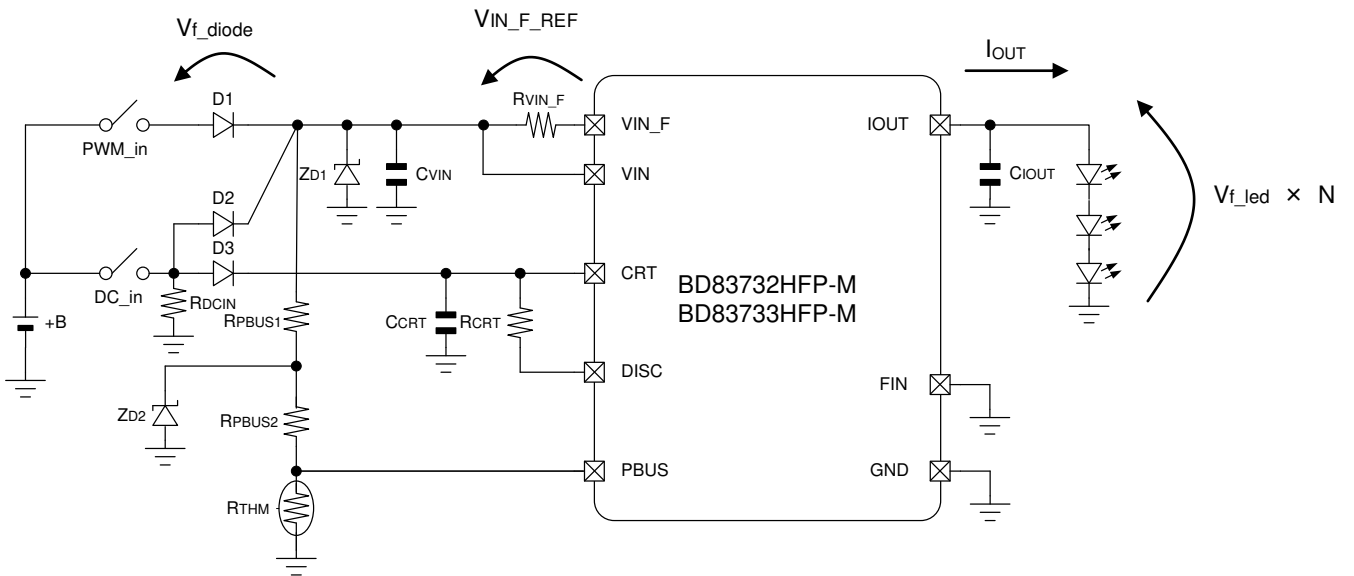 Vf_diode
VIN_F_REF
IOUT
D1
RVIN_F
PWM_in
VIN_F
IOUT
ZD1
CVIN
VIN
CIOUT
Vf_led × N
D2
D3
DC_in
RDCIN
CRT
BD83732HFP-M
BD83733HFP-M
+B
RPBUS1
CCRT
RCRT
DISC
FIN
ZD2
RPBUS2
PBUS
GND
RTHM